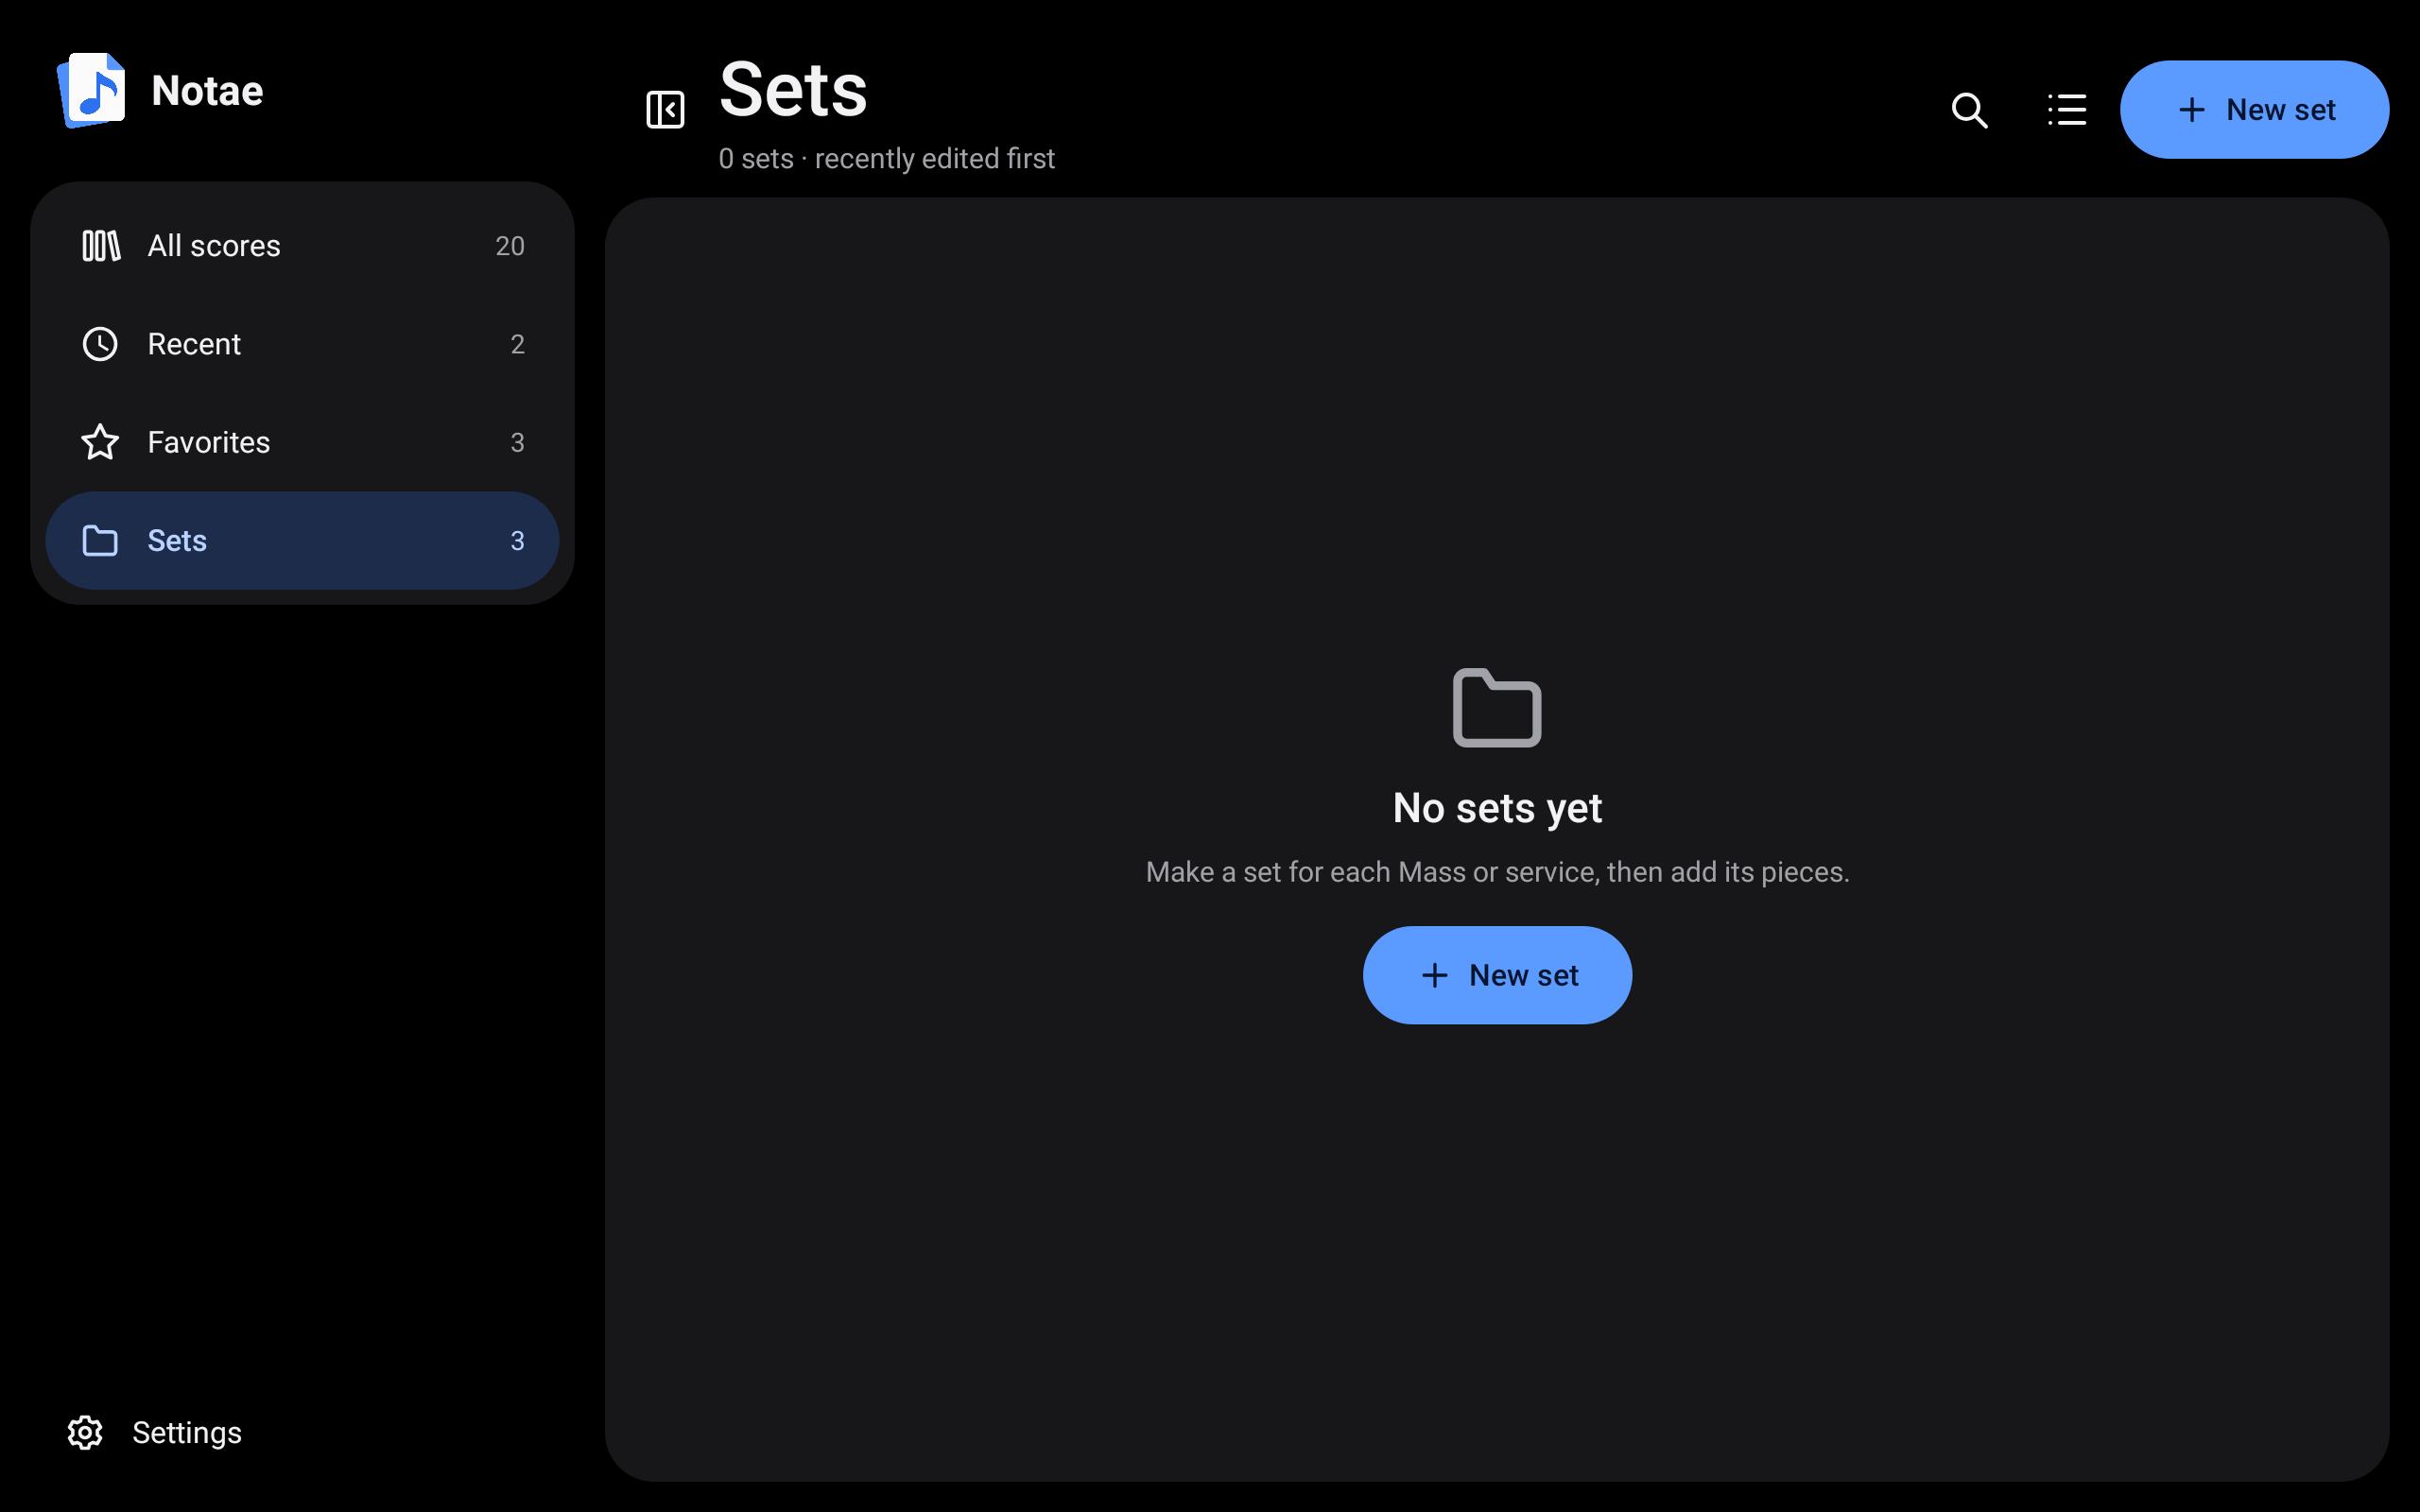 Notae
All scores 20
Recent 2
Favorites 3
Sets 3
Settings
Sets
0 sets · recently edited first
New set
No sets yet
Make a set for each Mass or service, then add its pieces.
New set